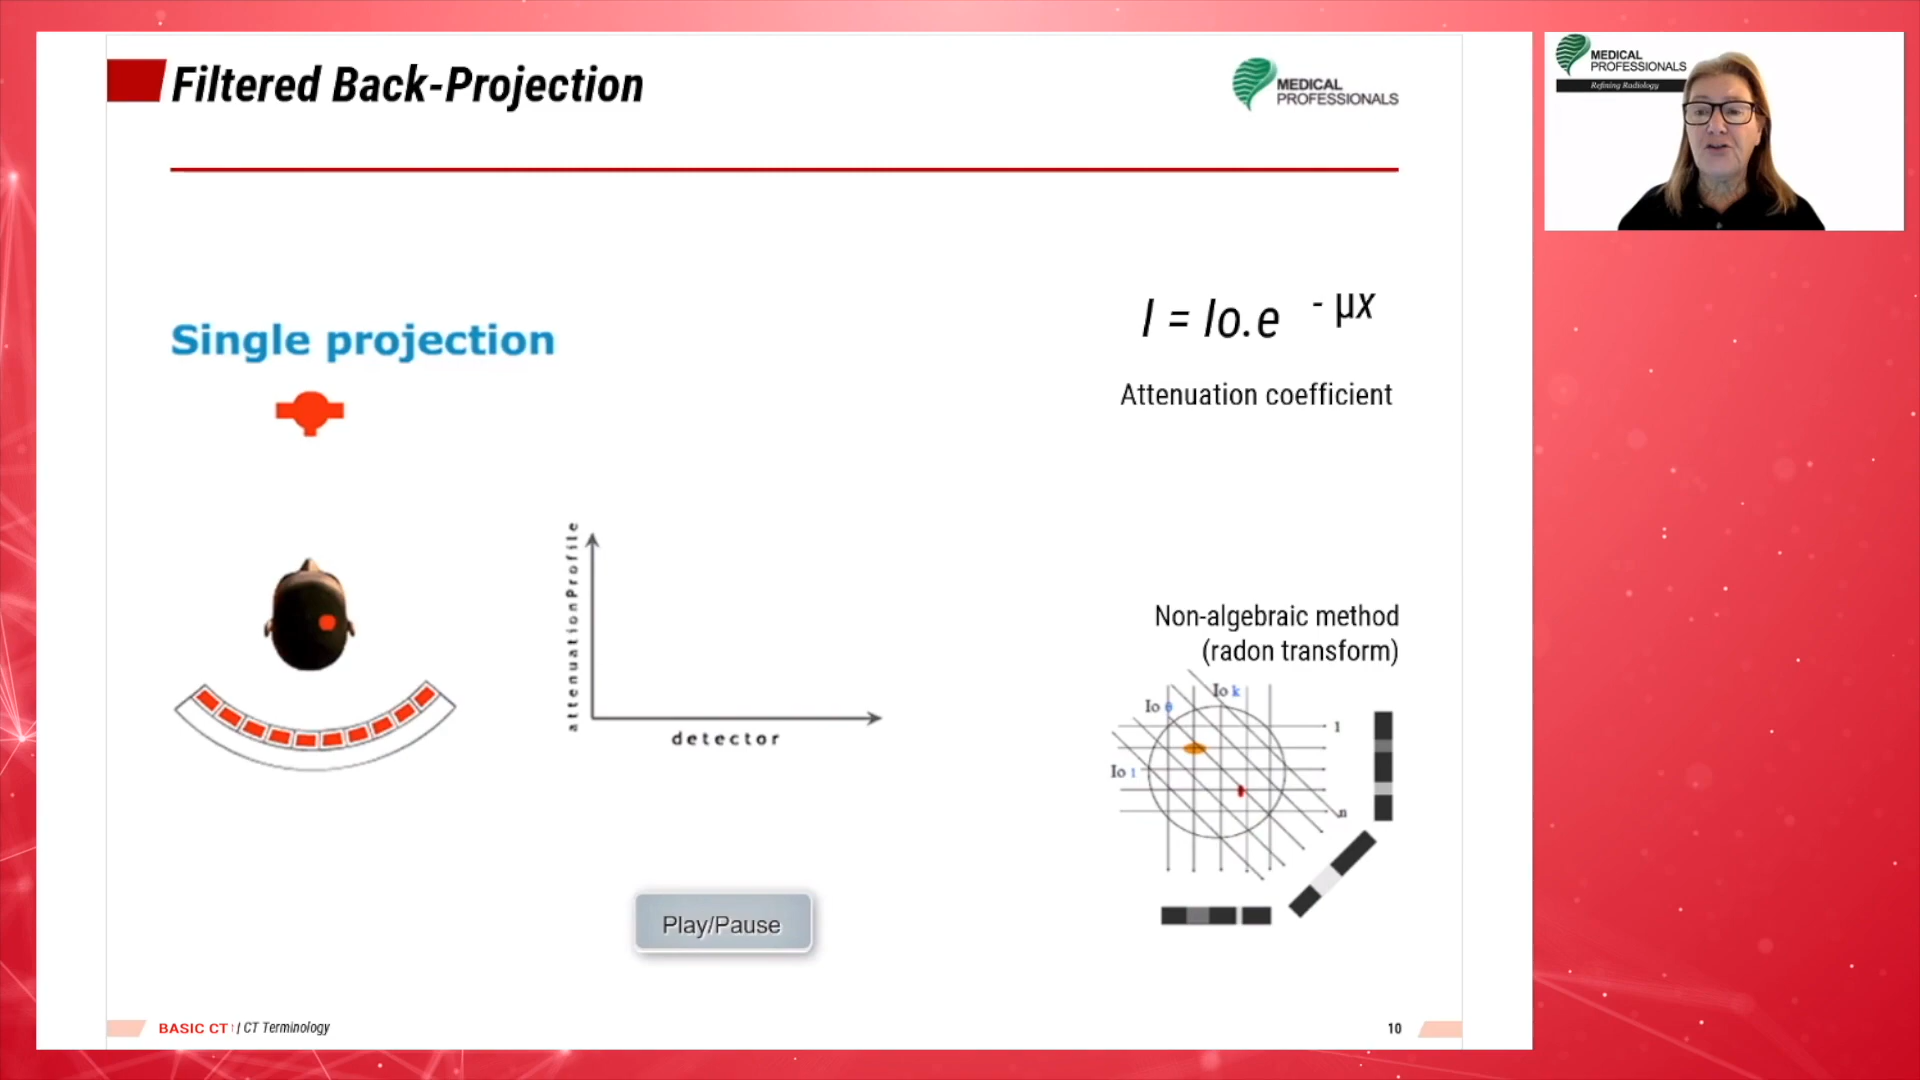 Filtered Back-Projection
MEDICAL
PROFESSIONALS
MEDICAL
PROFESSIONALS
Refining Radiology
Single projection
I = Io.e - µx
Attenuation coefficient
attenuationProfile
detector
Non-algebraic method
(radon transform)
Io k
Io θ
1
Io 1
n
Play/Pause
BASIC CT | CT Terminology
10